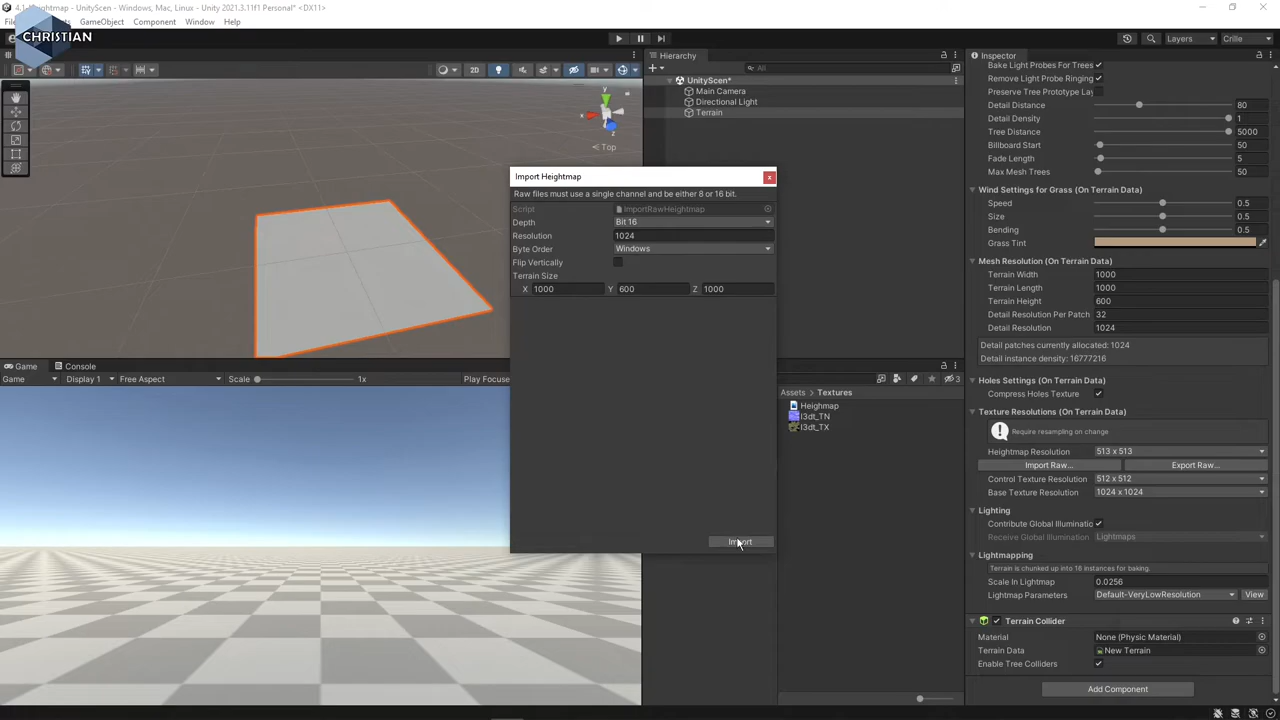 4.1-Heightmap - UnityScen - Windows, Mac, Linux - Unity 2021.3.11f1 Personal* <DX11>
GameObject Component Window Help
CHRISTIAN
Layers Crille
2D
y
x
z
Top
Hierarchy
All
UnityScen*
Main Camera
Directional Light
Terrain
Import Heightmap
x
Raw files must use a single channel and be either 8 or 16 bit.
Script ImportRawHeightmap
Depth Bit 16
Resolution 1024
Byte Order Windows
Flip Vertically
Terrain Size
X 1000 Y 600 Z 1000
Import
Game Console
Game Display 1 Free Aspect Scale 1x Play Focuse
3
Assets > Textures
Heighmap
l3dt_TN
l3dt_TX
Inspector
Bake Light Probes For Trees
Remove Light Probe Ringing
Preserve Tree Prototype Lay
Detail Distance 80
Detail Density 1
Tree Distance 5000
Billboard Start 50
Fade Length 5
Max Mesh Trees 50
Wind Settings for Grass (On Terrain Data)
Speed 0.5
Size 0.5
Bending 0.5
Grass Tint
Mesh Resolution (On Terrain Data)
Terrain Width 1000
Terrain Length 1000
Terrain Height 600
Detail Resolution Per Patch 32
Detail Resolution 1024
Detail patches currently allocated: 1024
Detail instance density: 16777216
Holes Settings (On Terrain Data)
Compress Holes Texture
Texture Resolutions (On Terrain Data)
Require resampling on change
Heightmap Resolution 513 x 513
Import Raw... Export Raw...
Control Texture Resolution 512 x 512
Base Texture Resolution 1024 x 1024
Lighting
Contribute Global Illuminatio
Receive Global Illumination Lightmaps
Lightmapping
Terrain is chunked up into 16 instances for baking.
Scale In Lightmap 0.0256
Lightmap Parameters Default-VeryLowResolution View
Terrain Collider
Material None (Physic Material)
Terrain Data New Terrain
Enable Tree Colliders
Add Component